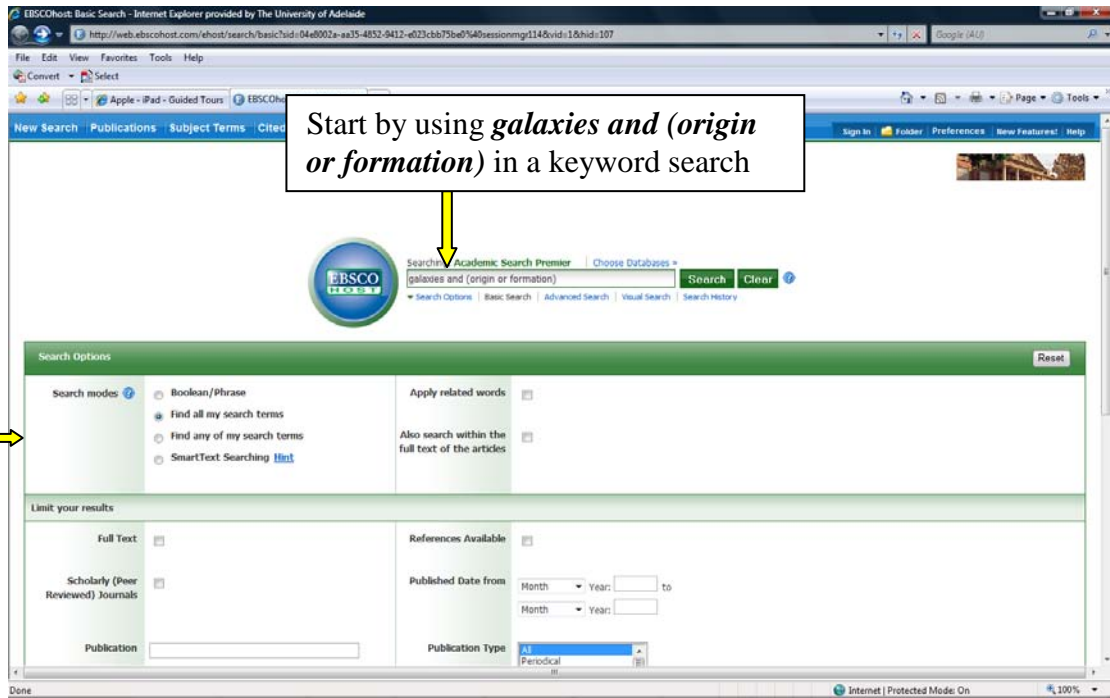 EBSCOhost: Basic Search - Internet Explorer provided by The University of Adelaide
http://web.ebscohost.com/ehost/search/basic?sid=04e8002a-aa35-4852-9412-e023cbb75be0%40sessionmgr114&vid=1&hid=107
Google (AU)
File Edit View Favorites Tools Help
Convert Select
Apple - iPad - Guided Tours EBSCOho
Page Tools
New Search Publications Subject Terms Cited
Sign In Folder Preferences New Features! Help
Start by using galaxies and (origin
or formation) in a keyword search
EBSCO
HOST
Searching: Academic Search Premier Choose Databases »
galaxies and (origin or formation) Search Clear
Search Options Basic Search Advanced Search Visual Search Search History
Search Options Reset
Search modes Boolean/Phrase
Find all my search terms
Find any of my search terms
SmartText Searching Hint
Apply related words
Also search within the
full text of the articles
Limit your results
Full Text References Available
Scholarly (Peer
Reviewed) Journals
Published Date from Month Year: to
Month Year:
Publication
Publication Type All
Periodical
Done Internet | Protected Mode: On 100%